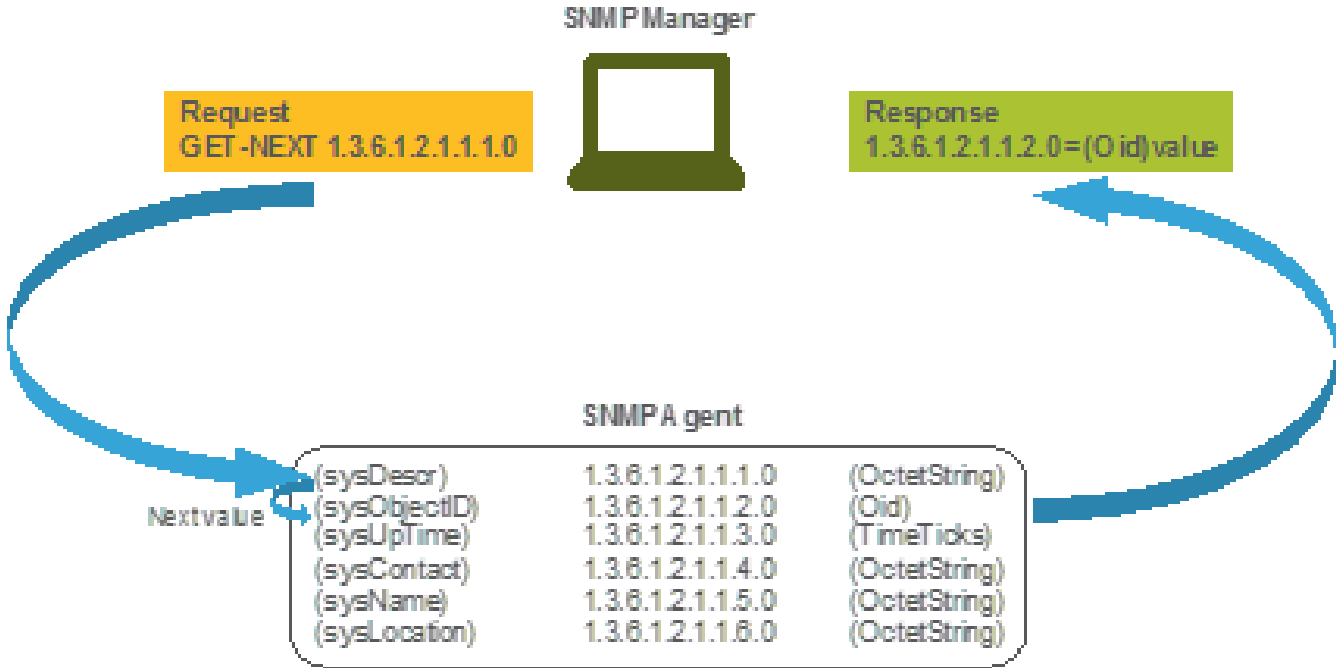 SNMP Manager
Request
GET-NEXT 1.3.6.1.2.1.1.1.0
Response
1.3.6.1.2.1.1.2.0=(Oid)value
SNMP Agent
(sysDescr) 1.3.6.1.2.1.1.1.0 (OctetString)
(sysObjectID) 1.3.6.1.2.1.1.2.0 (Oid)
Next value
(sysUpTime) 1.3.6.1.2.1.1.3.0 (TimeTicks)
(sysContact) 1.3.6.1.2.1.1.4.0 (OctetString)
(sysName) 1.3.6.1.2.1.1.5.0 (OctetString)
(sysLocation) 1.3.6.1.2.1.1.6.0 (OctetString)